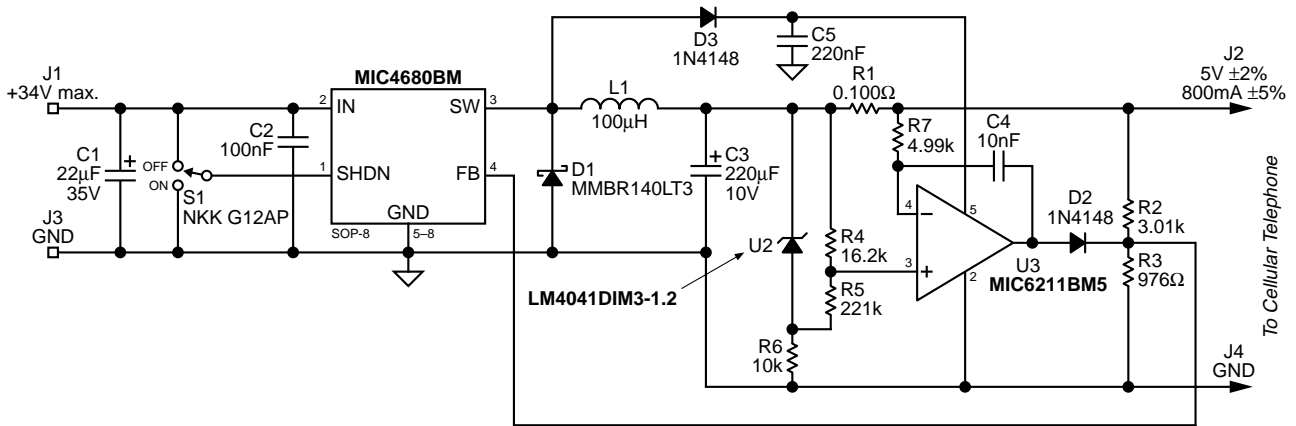 J1
+34V max.
C1
22µF
35V
OFF
ON
S1
NKK G12AP
J3
GND
C2
100nF
MIC4680BM
2
IN
SW
3
1
SHDN
FB
4
GND
SOP-8
5–8
D3
1N4148
C5
220nF
L1
100µH
D1
MMBR140LT3
C3
220µF
10V
U2
LM4041DIM3-1.2
R1
0.100Ω
R4
16.2k
R5
221k
R6
10k
R7
4.99k
C4
10nF
4
–
5
3
+
2
U3
MIC6211BM5
D2
1N4148
R2
3.01k
R3
976Ω
J2
5V ±2%
800mA ±5%
To Cellular Telephone
J4
GND
+
+